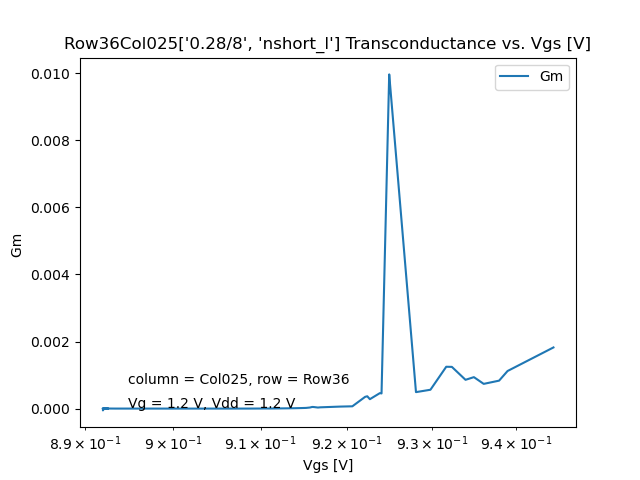 Row36Col025['0.28/8', 'nshort_l'] Transconductance vs. Vgs [V]
Gm
0.010
0.008
0.006
0.004
0.002
0.000
Gm
column = Col025, row = Row36
Vg = 1.2 V, Vdd = 1.2 V
8.9 × 10⁻¹ 9 × 10⁻¹ 9.1 × 10⁻¹ 9.2 × 10⁻¹ 9.3 × 10⁻¹ 9.4 × 10⁻¹
Vgs [V]